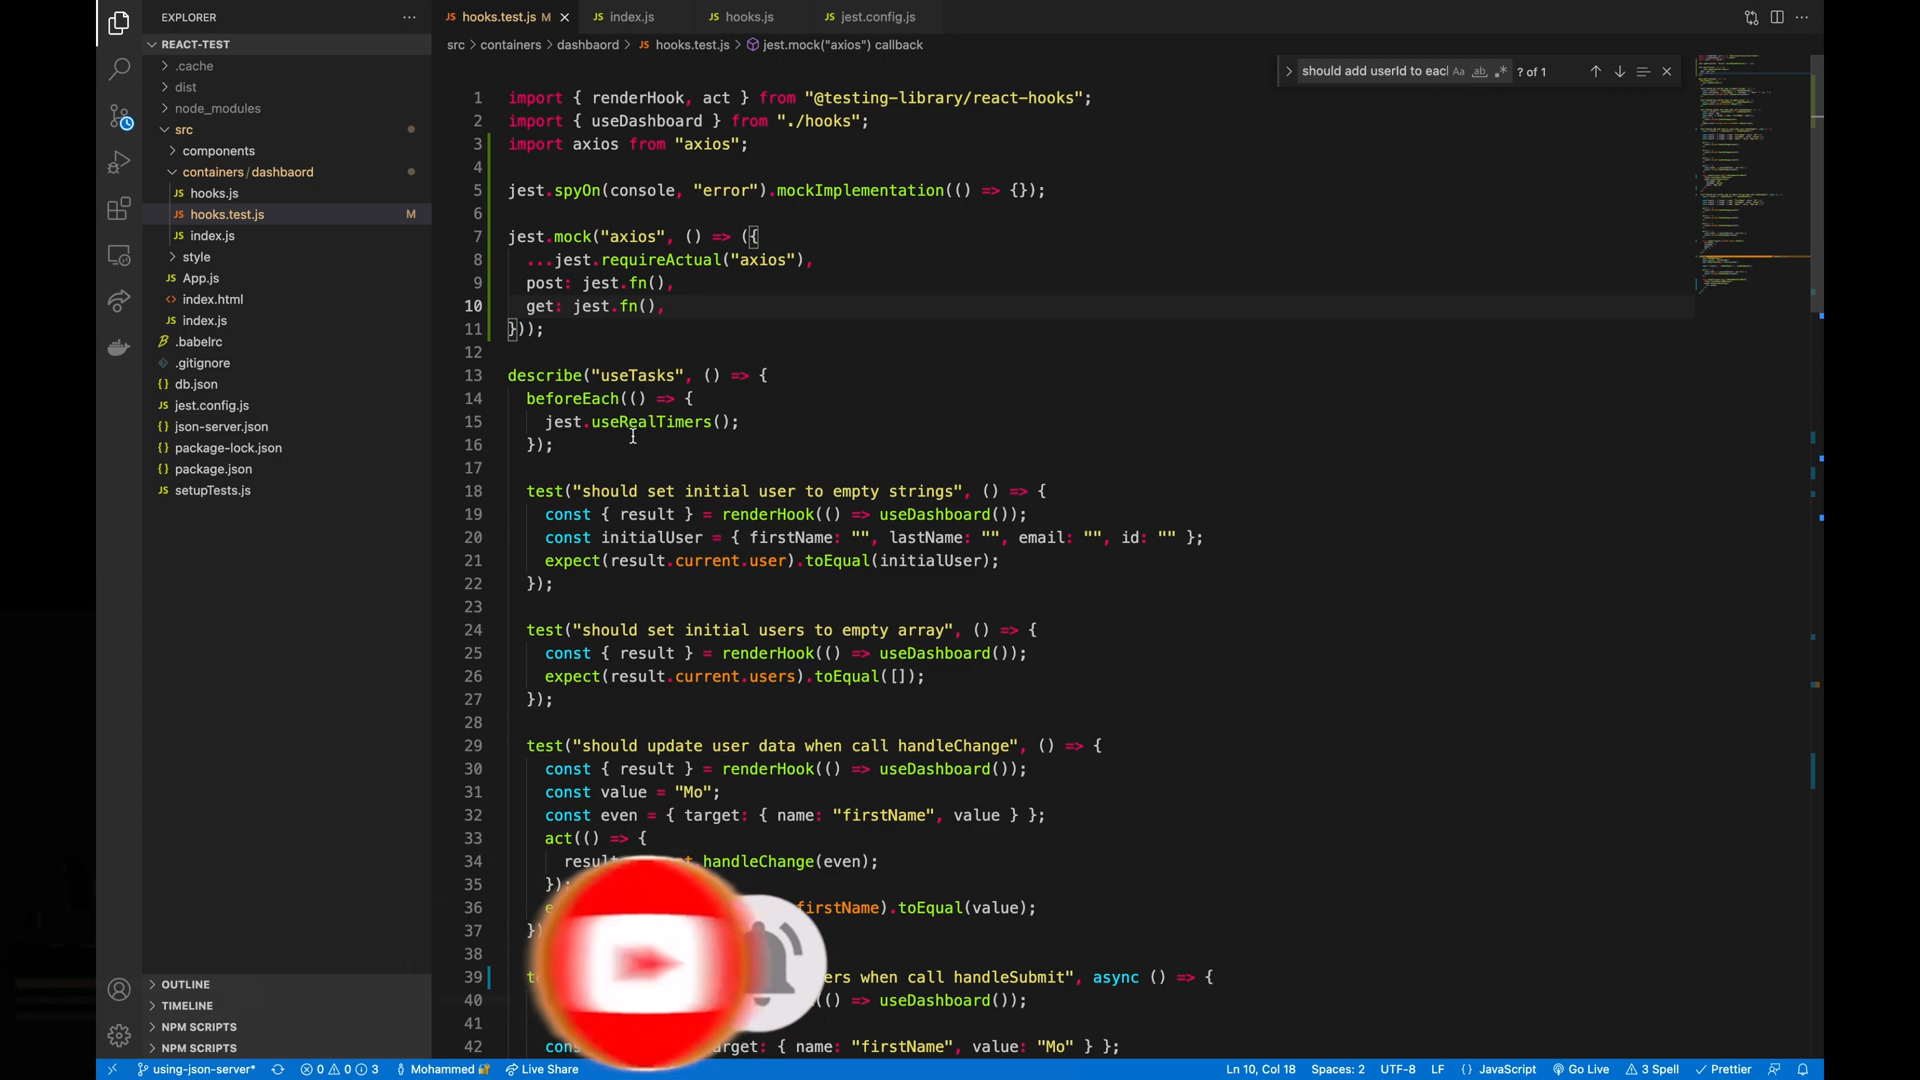 EXPLORER
REACT-TEST
.cache
dist
node_modules
src
components
containers / dashbaord
hooks.js
hooks.test.js M
index.js
style
App.js
index.html
index.js
.babelrc
.gitignore
db.json
jest.config.js
json-server.json
package-lock.json
package.json
setupTests.js
OUTLINE
TIMELINE
NPM SCRIPTS
NPM SCRIPTS
hooks.test.js M index.js hooks.js jest.config.js
src > containers > dashbaord > hooks.test.js > jest.mock("axios") callback
should add userId to eacl ? of 1
1 import { renderHook, act } from "@testing-library/react-hooks";
2 import { useDashboard } from "./hooks";
3 import axios from "axios";
4
5 jest.spyOn(console, "error").mockImplementation(() => {});
6
7 jest.mock("axios", () => ({
8 ...jest.requireActual("axios"),
9 post: jest.fn(),
10 get: jest.fn(),
11 }));
12
13 describe("useTasks", () => {
14 beforeEach(() => {
15 jest.useRealTimers();
16 });
17
18 test("should set initial user to empty strings", () => {
19 const { result } = renderHook(() => useDashboard());
20 const initialUser = { firstName: "", lastName: "", email: "", id: "" };
21 expect(result.current.user).toEqual(initialUser);
22 });
23
24 test("should set initial users to empty array", () => {
25 const { result } = renderHook(() => useDashboard());
26 expect(result.current.users).toEqual([]);
27 });
28
29 test("should update user data when call handleChange", () => {
30 const { result } = renderHook(() => useDashboard());
31 const value = "Mo";
32 const even = { target: { name: "firstName", value } };
33 act(() => {
34 handleChange(even);
35 });
36 firstName).toEqual(value);
37 })
38
39 when call handleSubmit", async () => {
40 (() => useDashboard());
41
42 { name: "firstName", value: "Mo" } };
using-json-server* 0 0 3 Mohammed Live Share Ln 10, Col 18 Spaces: 2 UTF-8 LF {} JavaScript Go Live 3 Spell Prettier